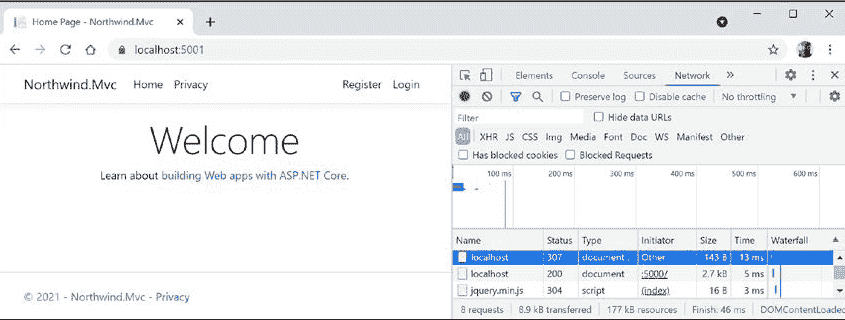 Home Page - Northwind.Mvc
localhost:5001
Northwind.Mvc Home Privacy Register Login
Welcome
Learn about building Web apps with ASP.NET Core.
© 2021 - Northwind.Mvc - Privacy
Elements Console Sources Network
Preserve log Disable cache No throttling
Filter Hide data URLs
All XHR JS CSS Img Media Font Doc WS Manifest Other
Has blocked cookies Blocked Requests
100 ms 200 ms 300 ms 400 ms 500 ms 600 ms
Name Status Type Initiator Size Time Waterfall
localhost 307 document Other 143 B 13 ms
localhost 200 document :5000/ 2.7 kB 5 ms
jquery.min.js 304 script (index) 16 B 3 ms
8 requests 8.9 kB transferred 177 kB resources Finish: 46 ms DOMContentLoaded